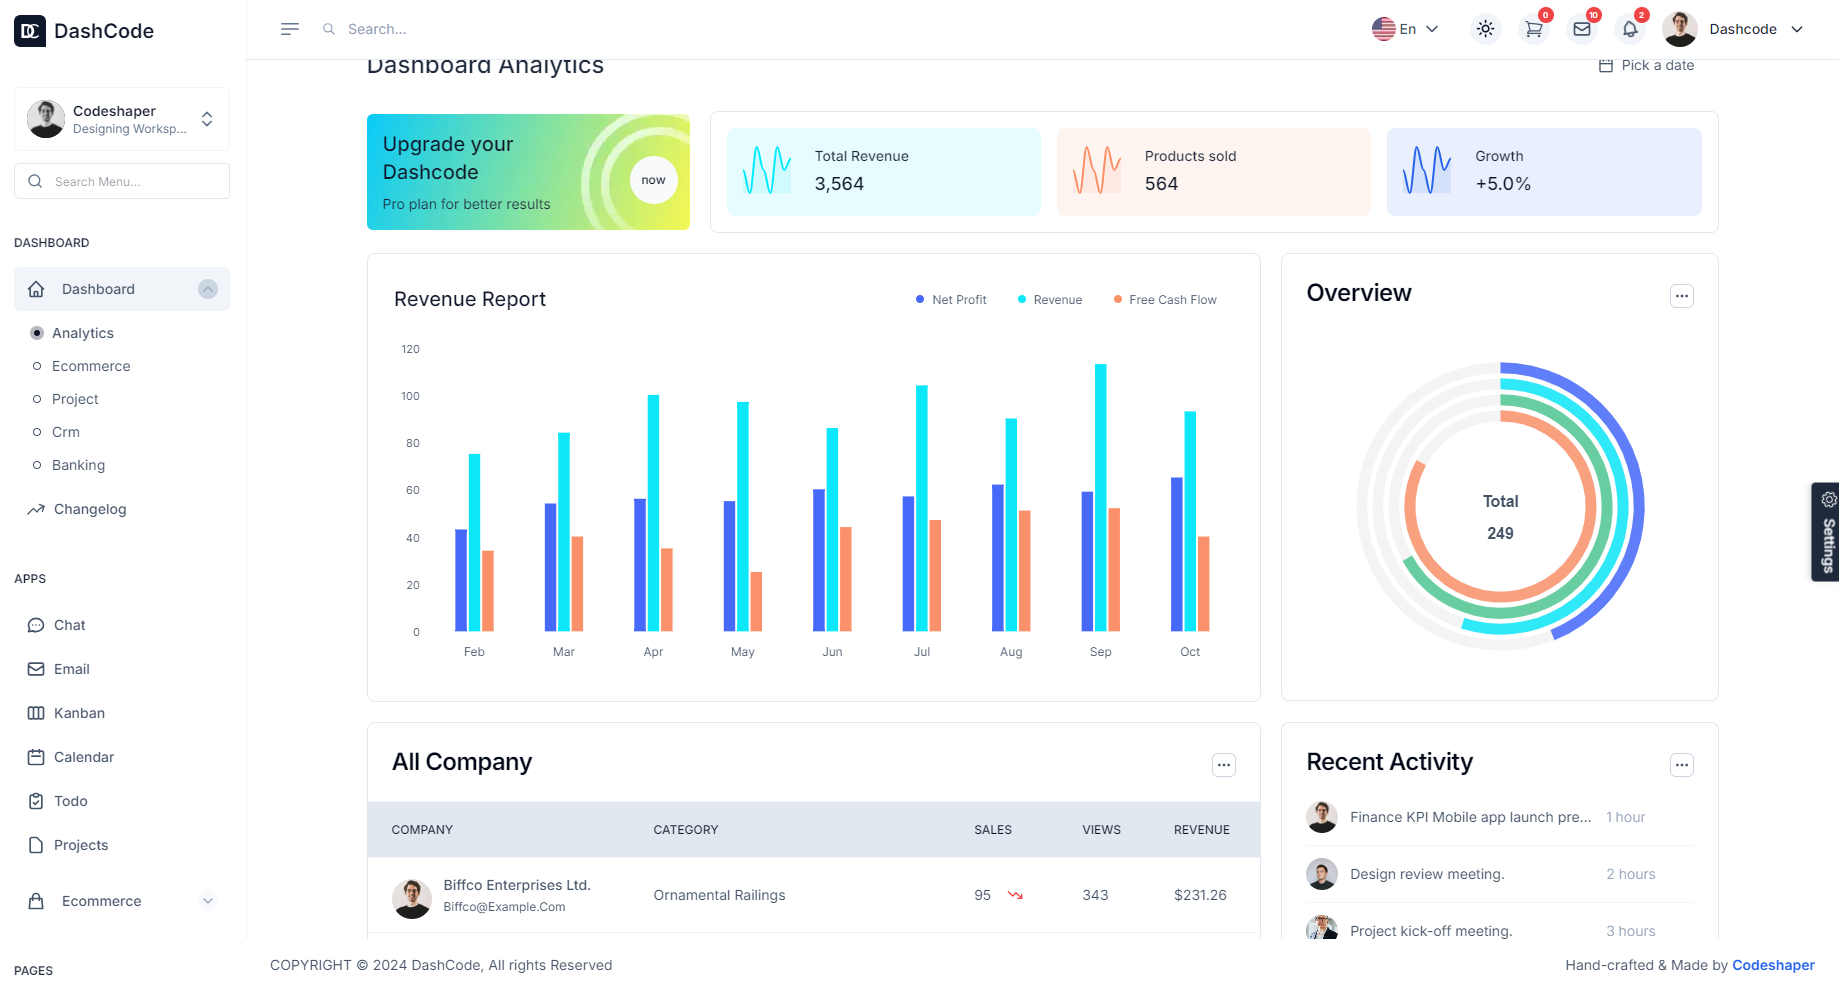 DC DashCode
Search...
En
0
10
2
Dashcode
Codeshaper
Designing Worksp...
Search Menu...
DASHBOARD
Dashboard
Analytics
Ecommerce
Project
Crm
Banking
Changelog
APPS
Chat
Email
Kanban
Calendar
Todo
Projects
Ecommerce
PAGES
Dashboard Analytics
Pick a date
Upgrade your
Dashcode
Pro plan for better results
now
Total Revenue
3,564
Products sold
564
Growth
+5.0%
Revenue Report
Net Profit Revenue Free Cash Flow
120
100
80
60
40
20
0
Feb Mar Apr May Jun Jul Aug Sep Oct
Overview
Total
249
Settings
All Company
COMPANY CATEGORY SALES VIEWS REVENUE
Biffco Enterprises Ltd.
Biffco@Example.Com
Ornamental Railings 95 343 $231.26
Recent Activity
Finance KPI Mobile app launch pre... 1 hour
Design review meeting. 2 hours
Project kick-off meeting. 3 hours
COPYRIGHT © 2024 DashCode, All rights Reserved
Hand-crafted & Made by Codeshaper